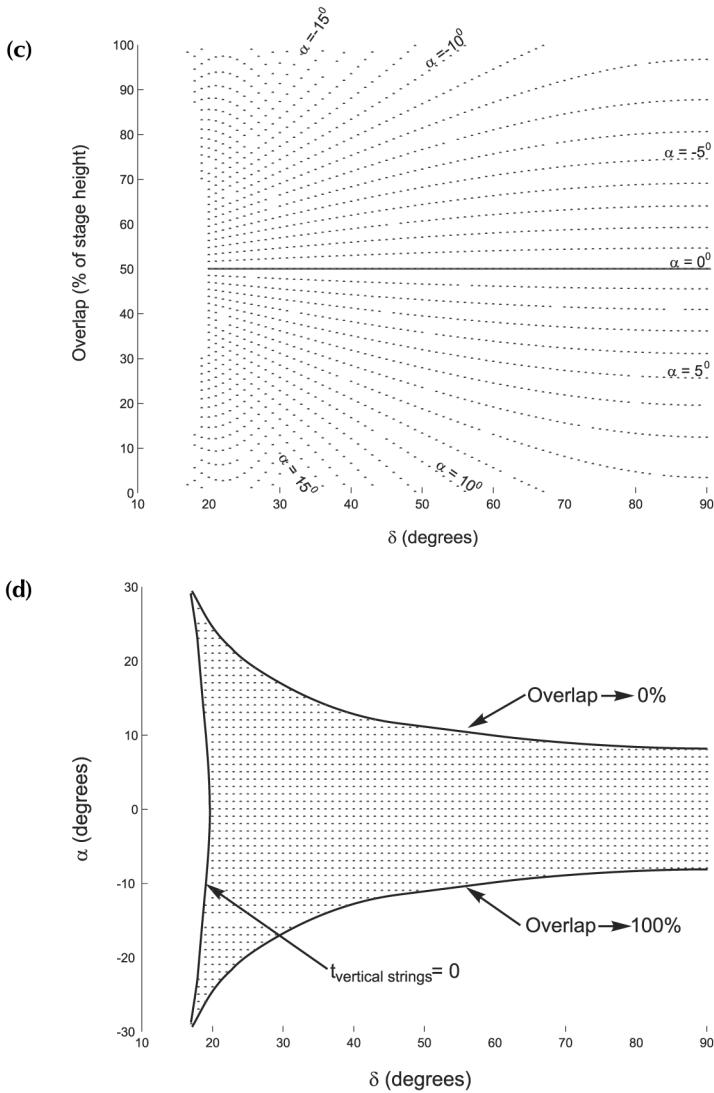 (c)
100
90
80
70
60
50
40
30
20
10
0
Overlap (% of stage height)
α =-15⁰
α =-10⁰
α = -5⁰
α = 0⁰
α = 5⁰
α = 10⁰
α = 15⁰
10 20 30 40 50 60 70 80 90
δ (degrees)
(d)
30
20
10
0
-10
-20
-30
α (degrees)
Overlap → 0%
Overlap → 100%
t vertical strings = 0
10 20 30 40 50 60 70 80 90
δ (degrees)